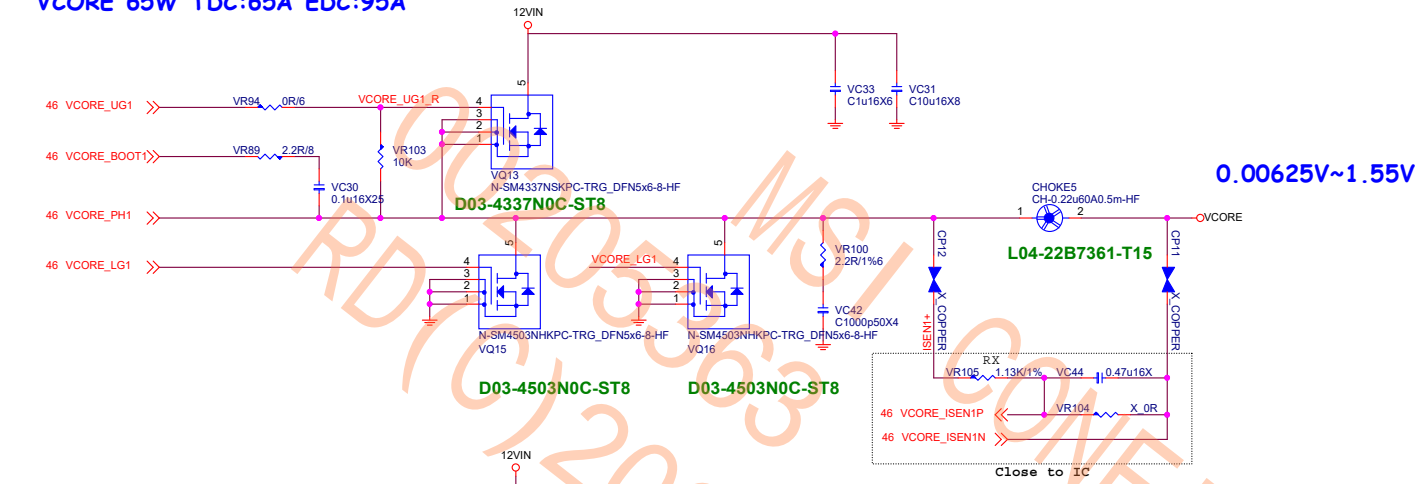 VCORE 65W TDC:65A EDC:95A
12VIN
5
VC33
C1u16X6
VC31
C10u16X8
46 VCORE_UG1
VR94 0R/6
VCORE_UG1_R
4
3
2
1
46 VCORE_BOOT1
VR89 2.2R/8
VR103
10K
VC30
0.1u16X25
VQ13
N-SM4337NSKPC-TRG_DFN5x6-8-HF
D03-4337N0C-ST8
0.00625V~1.55V
CHOKE5
CH-0.22u60A0.5m-HF
46 VCORE_PH1
1
2
VCORE
L04-22B7361-T15
46 VCORE_LG1
5
4
3
2
1
N-SM4503NHKPC-TRG_DFN5x6-8-HF
VQ15
D03-4503N0C-ST8
VCORE_LG1
5
4
3
2
1
N-SM4503NHKPC-TRG_DFN5x6-8-HF
VQ16
D03-4503N0C-ST8
VR100
2.2R/1%6
VC42
C1000p50X4
CP12
X_COPPER
ISEN1+
CP11
X_COPPER
RX
VR105 1.13K/1% VC44 0.47u16X
46 VCORE_ISEN1P
VR104 X_0R
46 VCORE_ISEN1N
Close to IC
12VIN
MSI CONF
00205363
RD(C)20